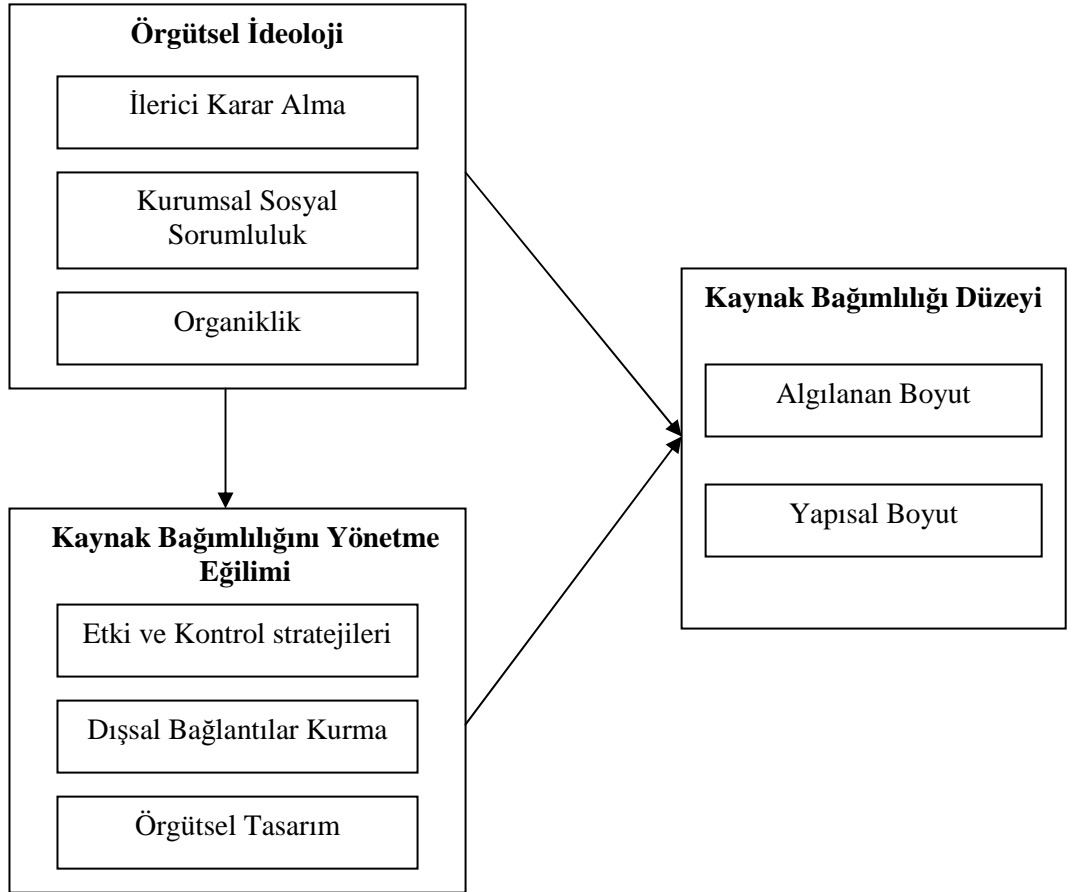 Örgütsel İdeoloji
İlerici Karar Alma
Kurumsal Sosyal
Sorumluluk
Organiklik
Kaynak Bağımlılığını Yönetme
Eğilimi
Etki ve Kontrol stratejileri
Dışsal Bağlantılar Kurma
Örgütsel Tasarım
Kaynak Bağımlılığı Düzeyi
Algılanan Boyut
Yapısal Boyut